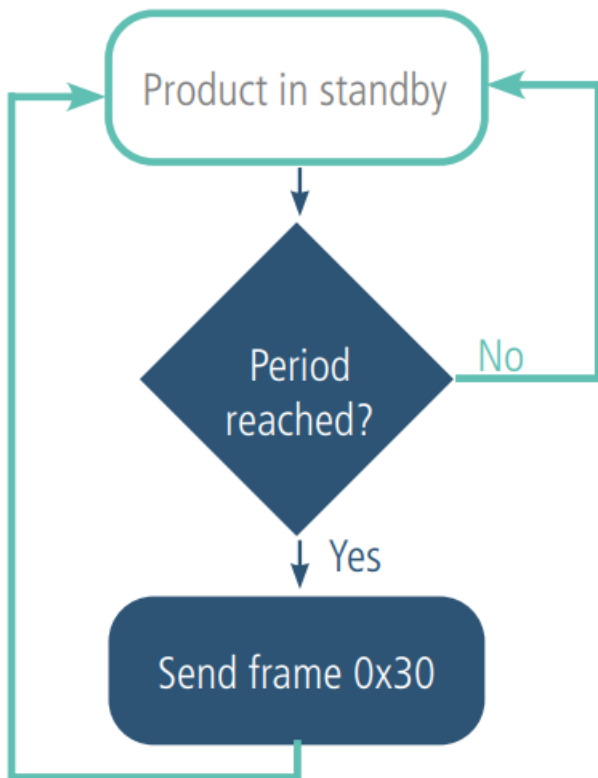 Product in standby
Period
reached?
No
Yes
Send frame 0x30